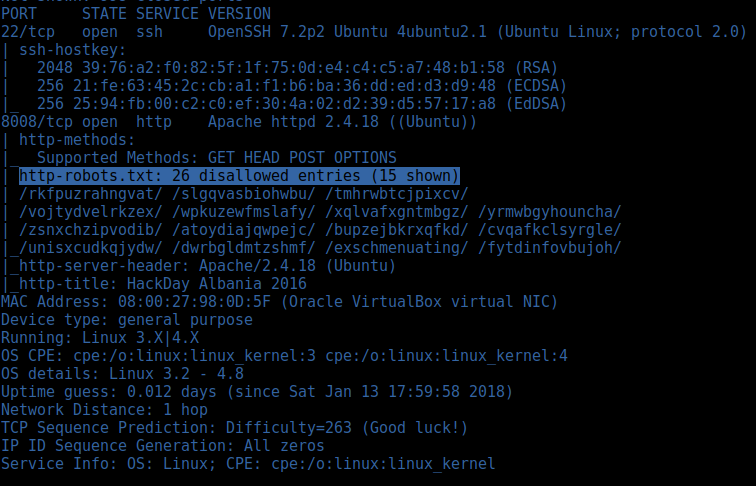 PORT     STATE SERVICE VERSION
22/tcp   open  ssh     OpenSSH 7.2p2 Ubuntu 4ubuntu2.1 (Ubuntu Linux; protocol 2.0)
| ssh-hostkey:
|   2048 39:76:a2:f0:82:5f:1f:75:0d:e4:c4:c5:a7:48:b1:58 (RSA)
|   256 21:fe:63:45:2c:cb:a1:f1:b6:ba:36:dd:ed:d3:d9:48 (ECDSA)
|_  256 25:94:fb:00:c2:c0:ef:30:4a:02:d2:39:d5:57:17:a8 (EdDSA)
8008/tcp open  http    Apache httpd 2.4.18 ((Ubuntu))
| http-methods:
|_  Supported Methods: GET HEAD POST OPTIONS
| http-robots.txt: 26 disallowed entries (15 shown)
| /rkfpuzrahngvat/ /slgqvasbiohwbu/ /tmhrwbtcjpixcv/
| /vojtydvelrkzex/ /wpkuzewfmslafy/ /xqlvafxgntmbgz/ /yrmwbgyhouncha/
| /zsnxchzipvodib/ /atoydiajqwpejc/ /bupzejbkrxqfkd/ /cvqafkclsyrgle/
|_/unisxcudkqjydw/ /dwrbgldmtzshmf/ /exschmenuating/ /fytdinfovbujoh/
|_http-server-header: Apache/2.4.18 (Ubuntu)
|_http-title: HackDay Albania 2016
MAC Address: 08:00:27:98:0D:5F (Oracle VirtualBox virtual NIC)
Device type: general purpose
Running: Linux 3.X|4.X
OS CPE: cpe:/o:linux:linux_kernel:3 cpe:/o:linux:linux_kernel:4
OS details: Linux 3.2 - 4.8
Uptime guess: 0.012 days (since Sat Jan 13 17:59:58 2018)
Network Distance: 1 hop
TCP Sequence Prediction: Difficulty=263 (Good luck!)
IP ID Sequence Generation: All zeros
Service Info: OS: Linux; CPE: cpe:/o:linux:linux_kernel